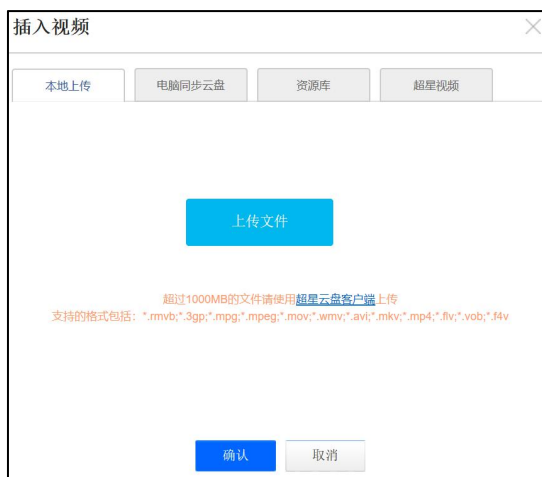 插入视频
本地上传 电脑同步云盘 资源库 超星视频
上传文件
超过1000MB的文件请使用超星云盘客户端上传
支持的格式包括：*.rmvb;*.3gp;*.mpg;*.mpeg;*.mov;*.wmv;*.avi;*.mkv;*.mp4;*.flv;*.vob;*.f4v
确认 取消